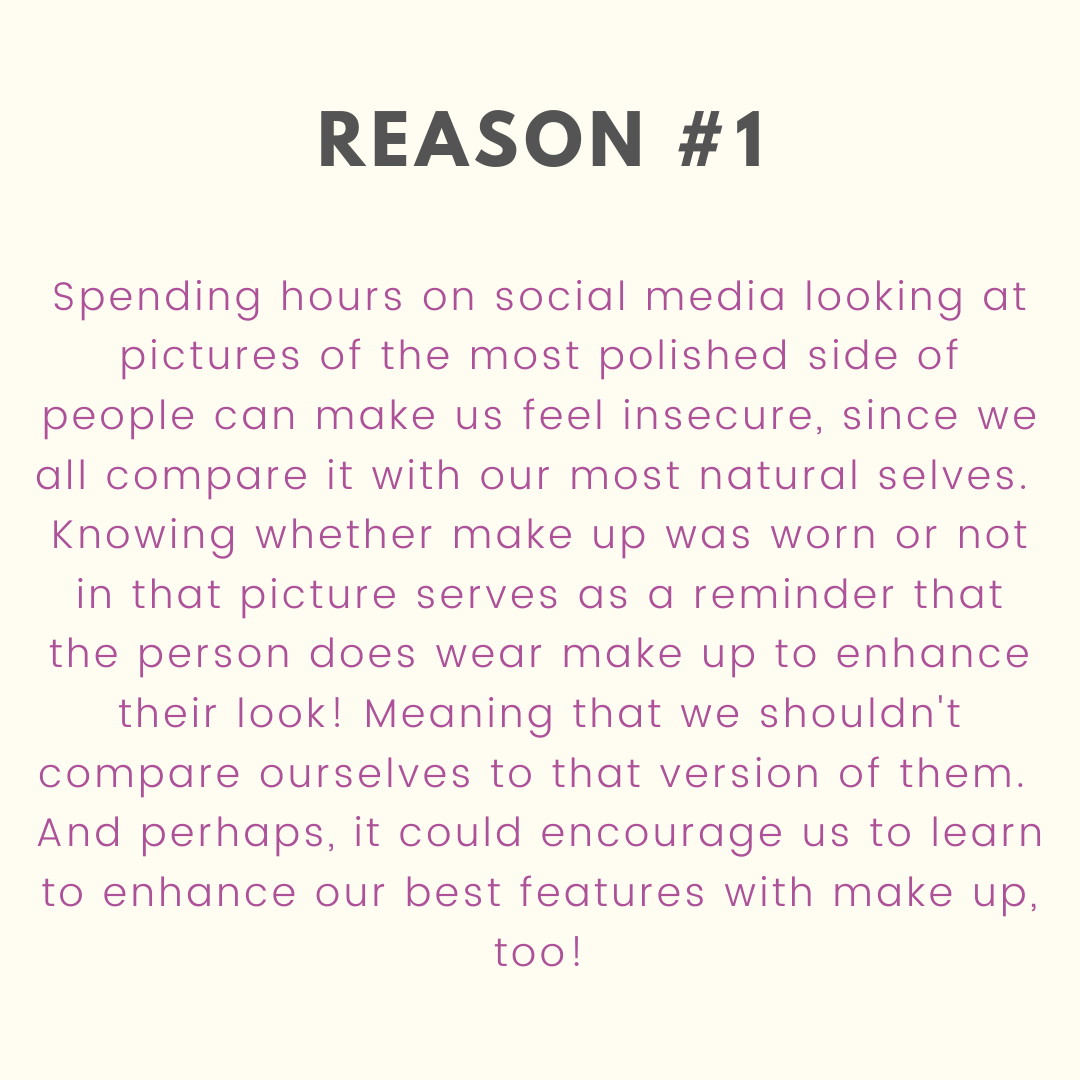 REASON #1
Spending hours on social media looking at
pictures of the most polished side of
people can make us feel insecure, since we
all compare it with our most natural selves.
Knowing whether make up was worn or not
in that picture serves as a reminder that
the person does wear make up to enhance
their look! Meaning that we shouldn't
compare ourselves to that version of them.
And perhaps, it could encourage us to learn
to enhance our best features with make up,
too!